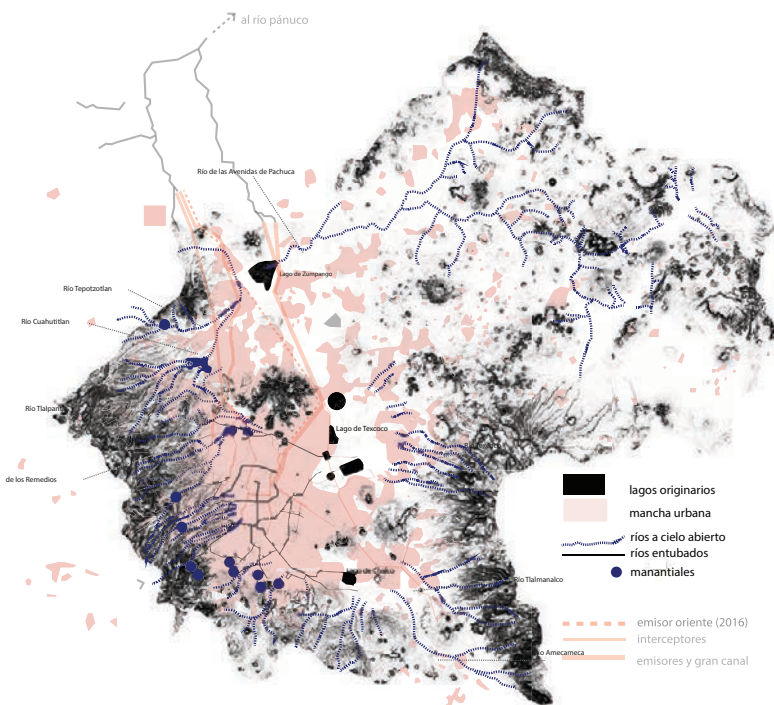 al río pánuco
Río de las Avenidas de Pachuca
Lago de Zumpango
Río Tepotzotlan
Río Cuahutitlan
Río Tlalpan
Lago de Texcoco
de los Remedios
lagos originarios
mancha urbana
ríos a cielo abierto
ríos entubados
manantiales
Río Tlalmanalco
emisor oriente (2016)
interceptores
Amecameca
emisores y gran canal